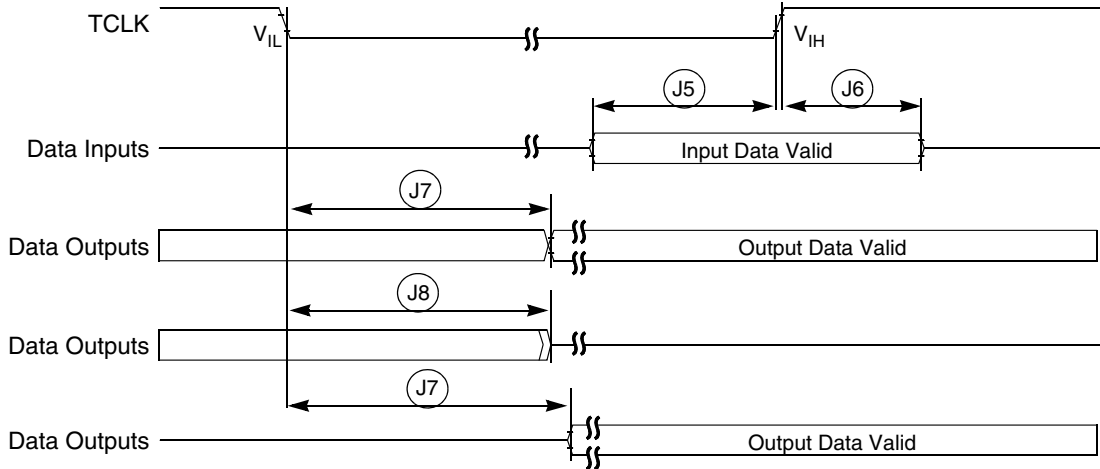 TCLK
VIL
VIH
J5
J6
Data Inputs
Input Data Valid
J7
Data Outputs
Output Data Valid
J8
Data Outputs
J7
Data Outputs
Output Data Valid